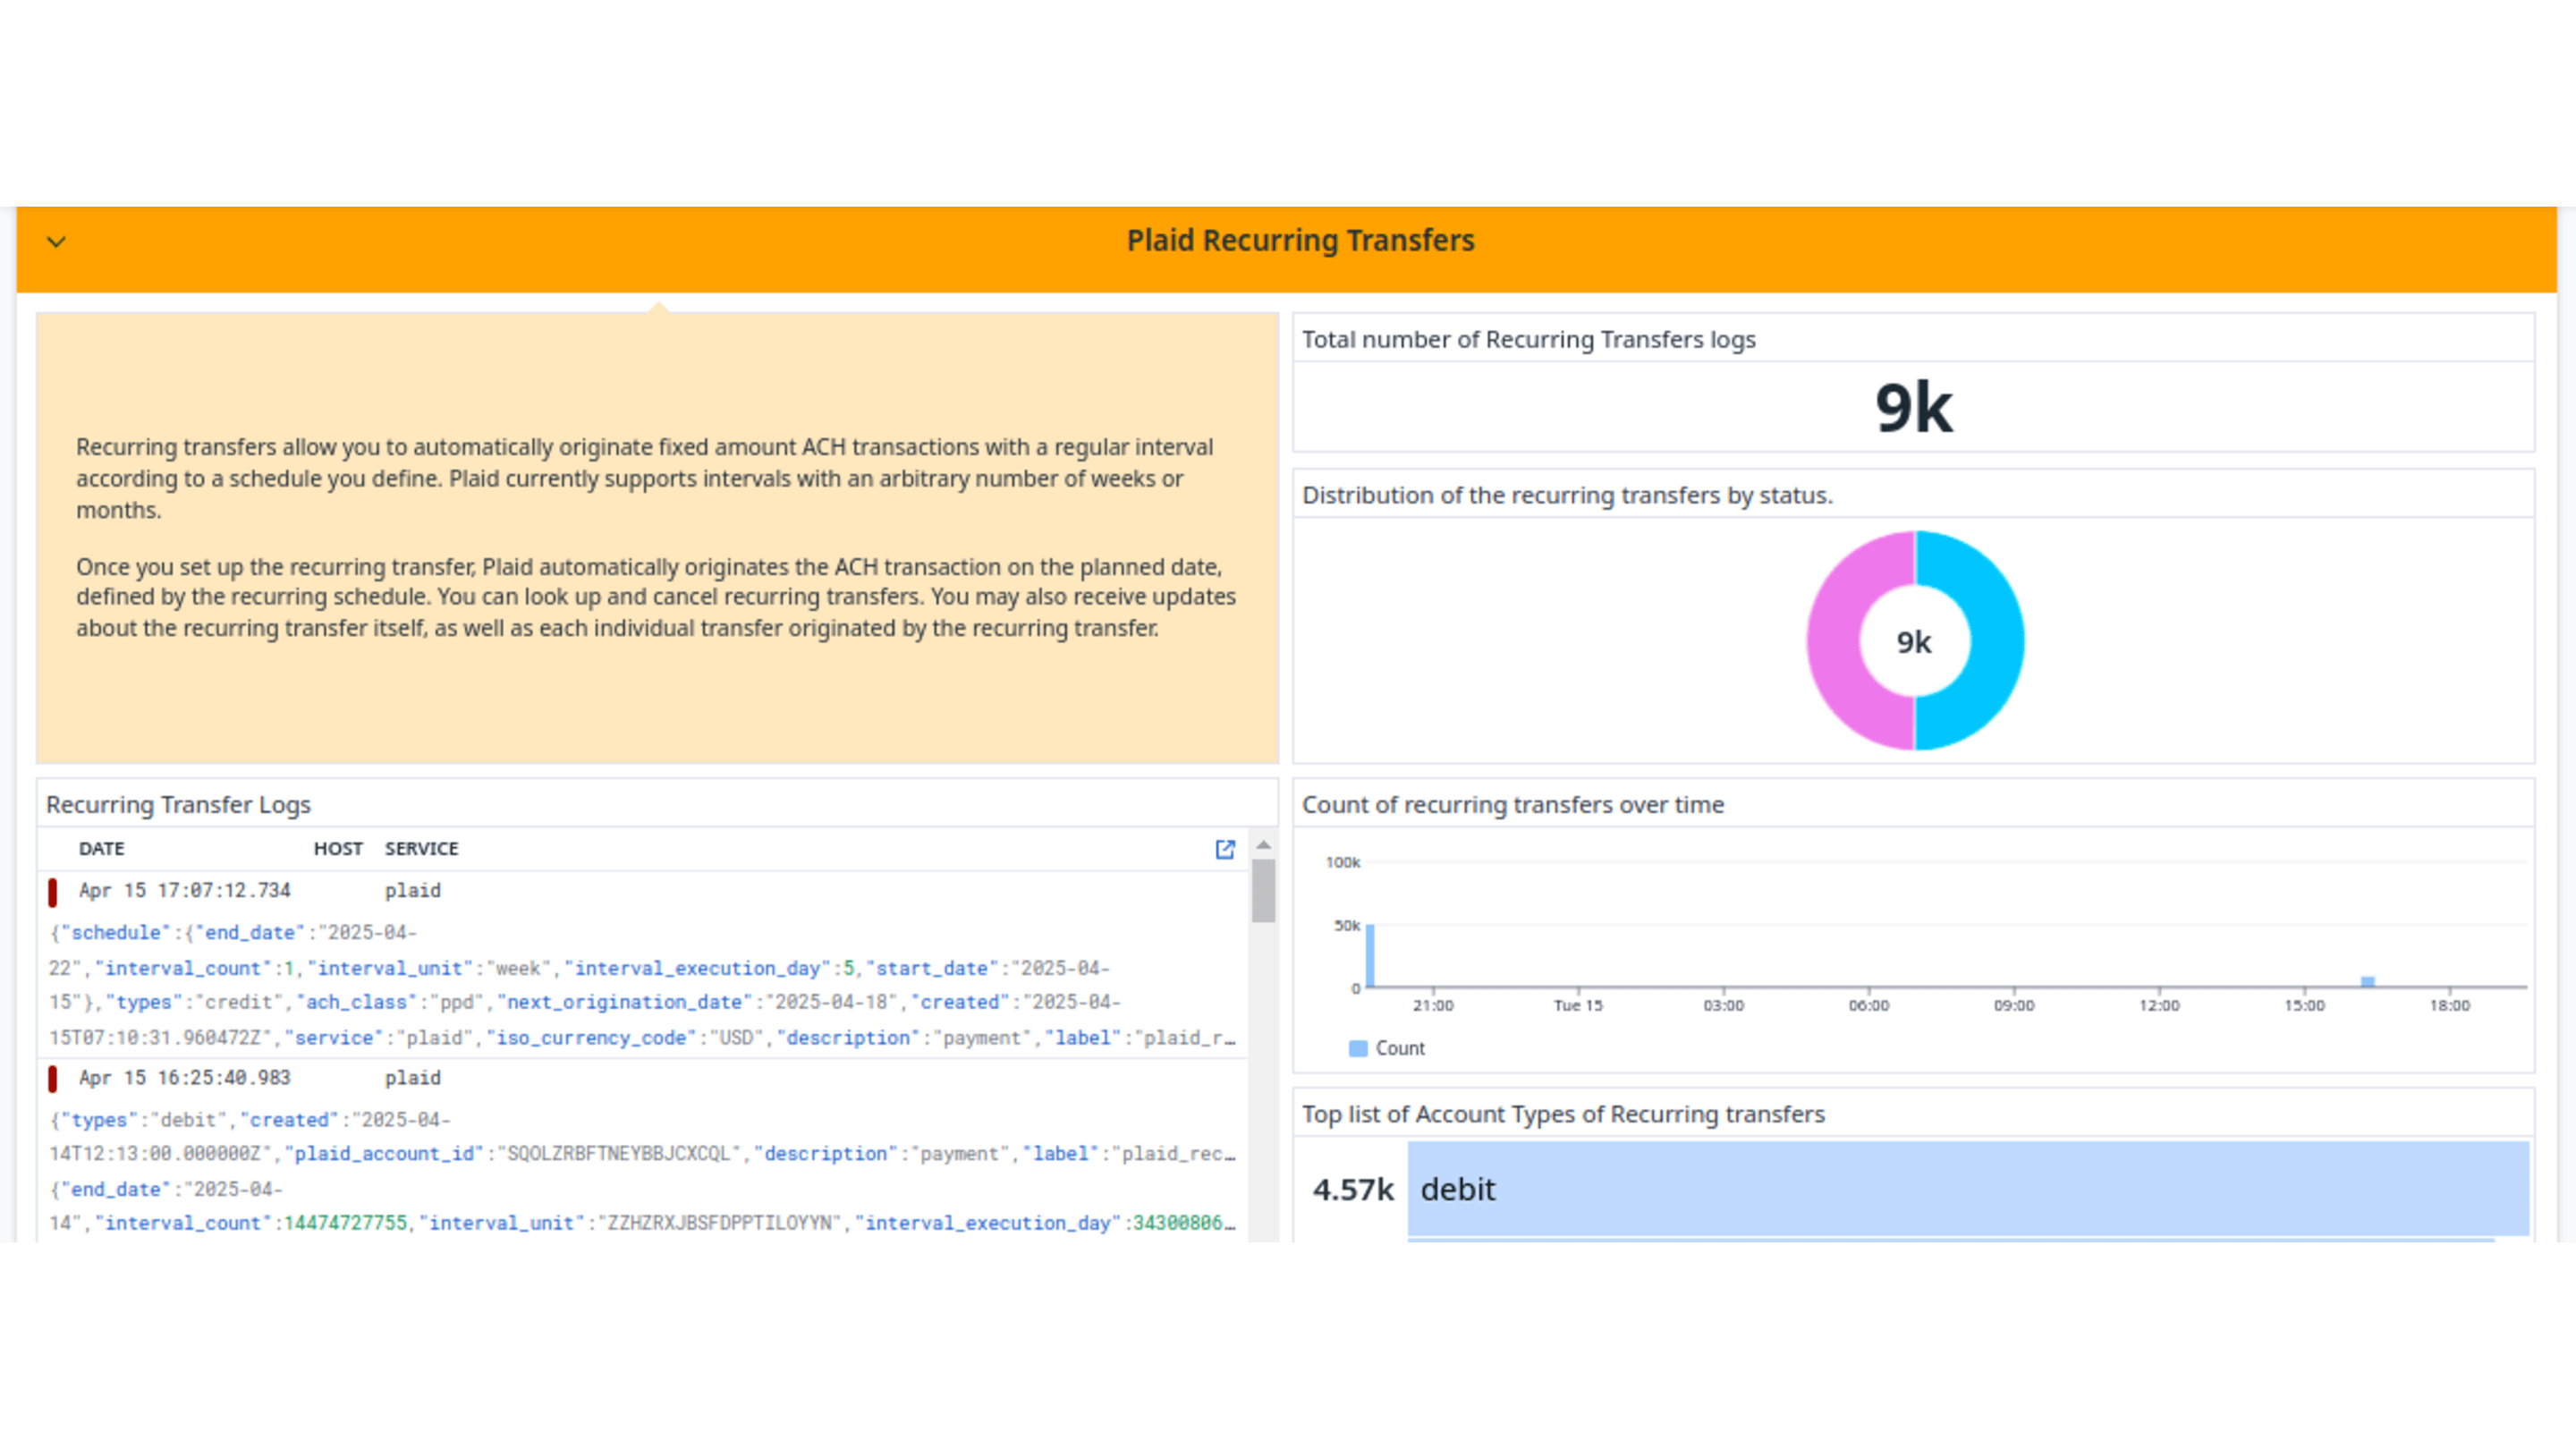 Plaid Recurring Transfers
Recurring transfers allow you to automatically originate fixed amount ACH transactions with a regular interval
according to a schedule you define. Plaid currently supports intervals with an arbitrary number of weeks or
months.
Once you set up the recurring transfer, Plaid automatically originates the ACH transaction on the planned date,
defined by the recurring schedule. You can look up and cancel recurring transfers. You may also receive updates
about the recurring transfer itself, as well as each individual transfer originated by the recurring transfer.
Total number of Recurring Transfers logs
9k
Distribution of the recurring transfers by status.
9k
Recurring Transfer Logs
DATE HOST SERVICE
Apr 15 17:07:12.734 plaid
{"schedule":{"end_date":"2025-04-
22","interval_count":1,"interval_unit":"week","interval_execution_day":5,"start_date":"2025-04-
15"},"types":"credit","ach_class":"ppd","next_origination_date":"2025-04-18","created":"2025-04-
15T07:10:31.960472Z","service":"plaid","iso_currency_code":"USD","description":"payment","label":"plaid_r…
Apr 15 16:25:40.983 plaid
{"types":"debit","created":"2025-04-
14T12:13:00.000000Z","plaid_account_id":"SQOLZRBFTNEYBBJCXCQL","description":"payment","label":"plaid_rec…
{"end_date":"2025-04-
14","interval_count":14474727755,"interval_unit":"ZZHZRXJBSFDPPTILOYYN","interval_execution_day":34300806…
Count of recurring transfers over time
100k
50k
0
21:00 Tue 15 03:00 06:00 09:00 12:00 15:00 18:00
Count
Top list of Account Types of Recurring transfers
4.57k debit